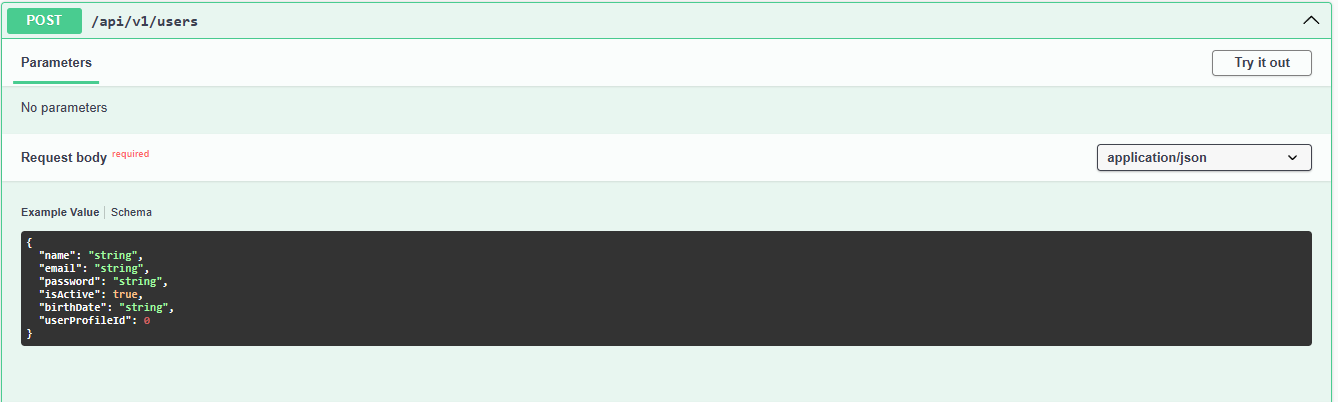 POST /api/v1/users
Parameters
Try it out
No parameters
Request body required
application/json
Example Value Schema
{
  "name": "string",
  "email": "string",
  "password": "string",
  "isActive": true,
  "birthDate": "string",
  "userProfileId": 0
}